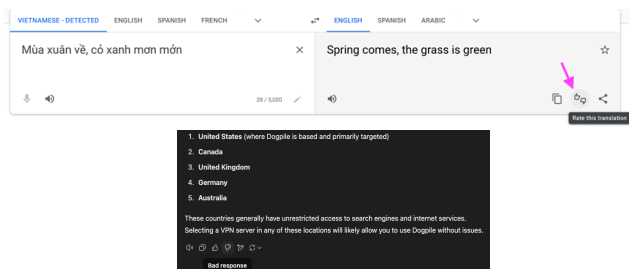 VIETNAMESE - DETECTED ENGLISH SPANISH FRENCH ENGLISH SPANISH ARABIC
Mùa xuân về, cỏ xanh mơn mởn
Spring comes, the grass is green
28 / 5,000
Rate this translation
1. United States (where Dogpile is based and primarily targeted)
2. Canada
3. United Kingdom
4. Germany
5. Australia
These countries generally have unrestricted access to search engines and internet services.
Selecting a VPN server in any of these locations will likely allow you to use Dogpile without issues.
Bad response